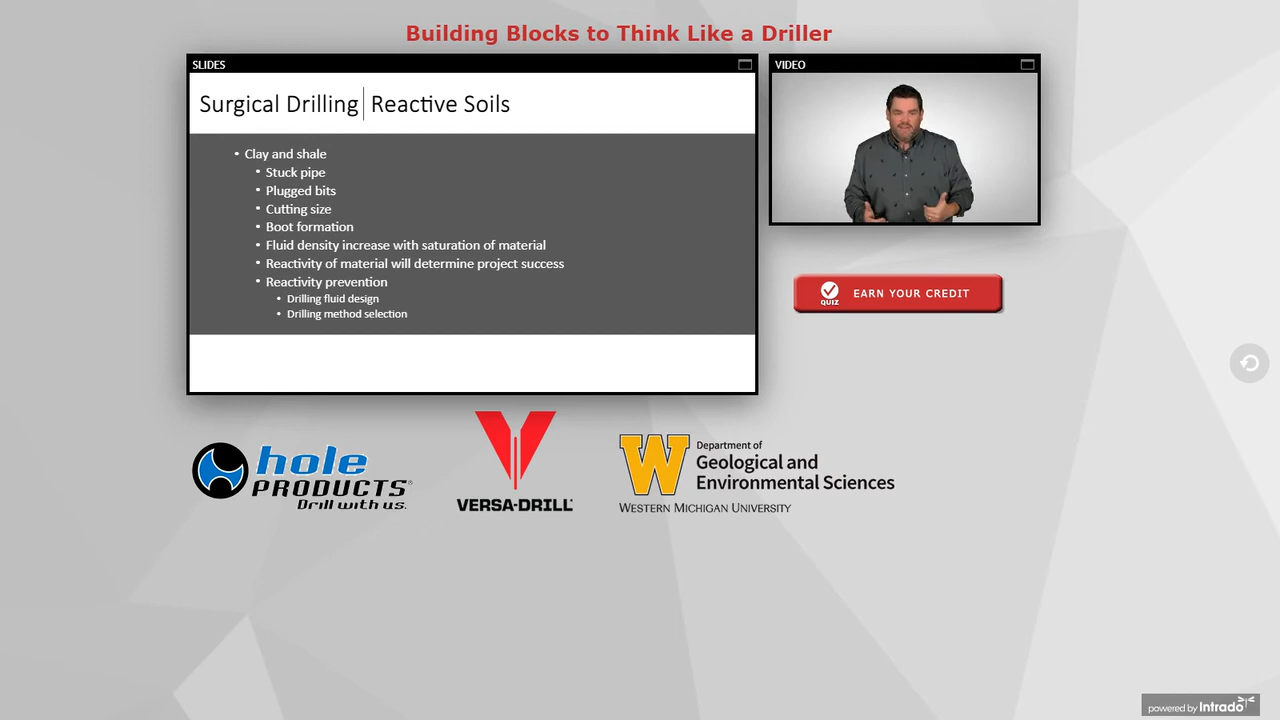 Building Blocks to Think Like a Driller
SLIDES
Surgical Drilling Reactive Soils
• Clay and shale
• Stuck pipe
• Plugged bits
• Cutting size
• Boot formation
• Fluid density increase with saturation of material
• Reactivity of material will determine project success
• Reactivity prevention
• Drilling fluid design
• Drilling method selection
VIDEO
QUIZ
EARN YOUR CREDIT
hole
PRODUCTS®
Drill with us.
VERSA-DRILL®
W
Department of
Geological and
Environmental Sciences
WESTERN MICHIGAN UNIVERSITY
powered by Intrado